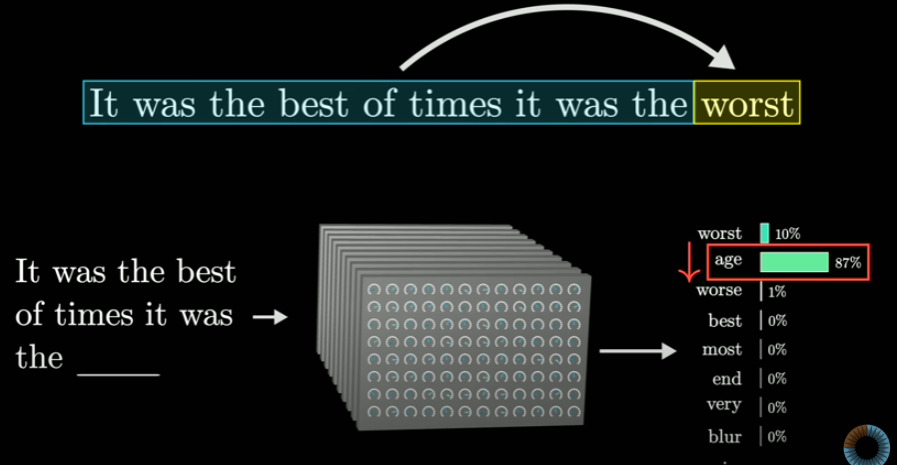 It was the best of times it was the worst
It was the best
of times it was
the ____
worst 10%
age 87%
worse 1%
best 0%
most 0%
end 0%
very 0%
blur 0%